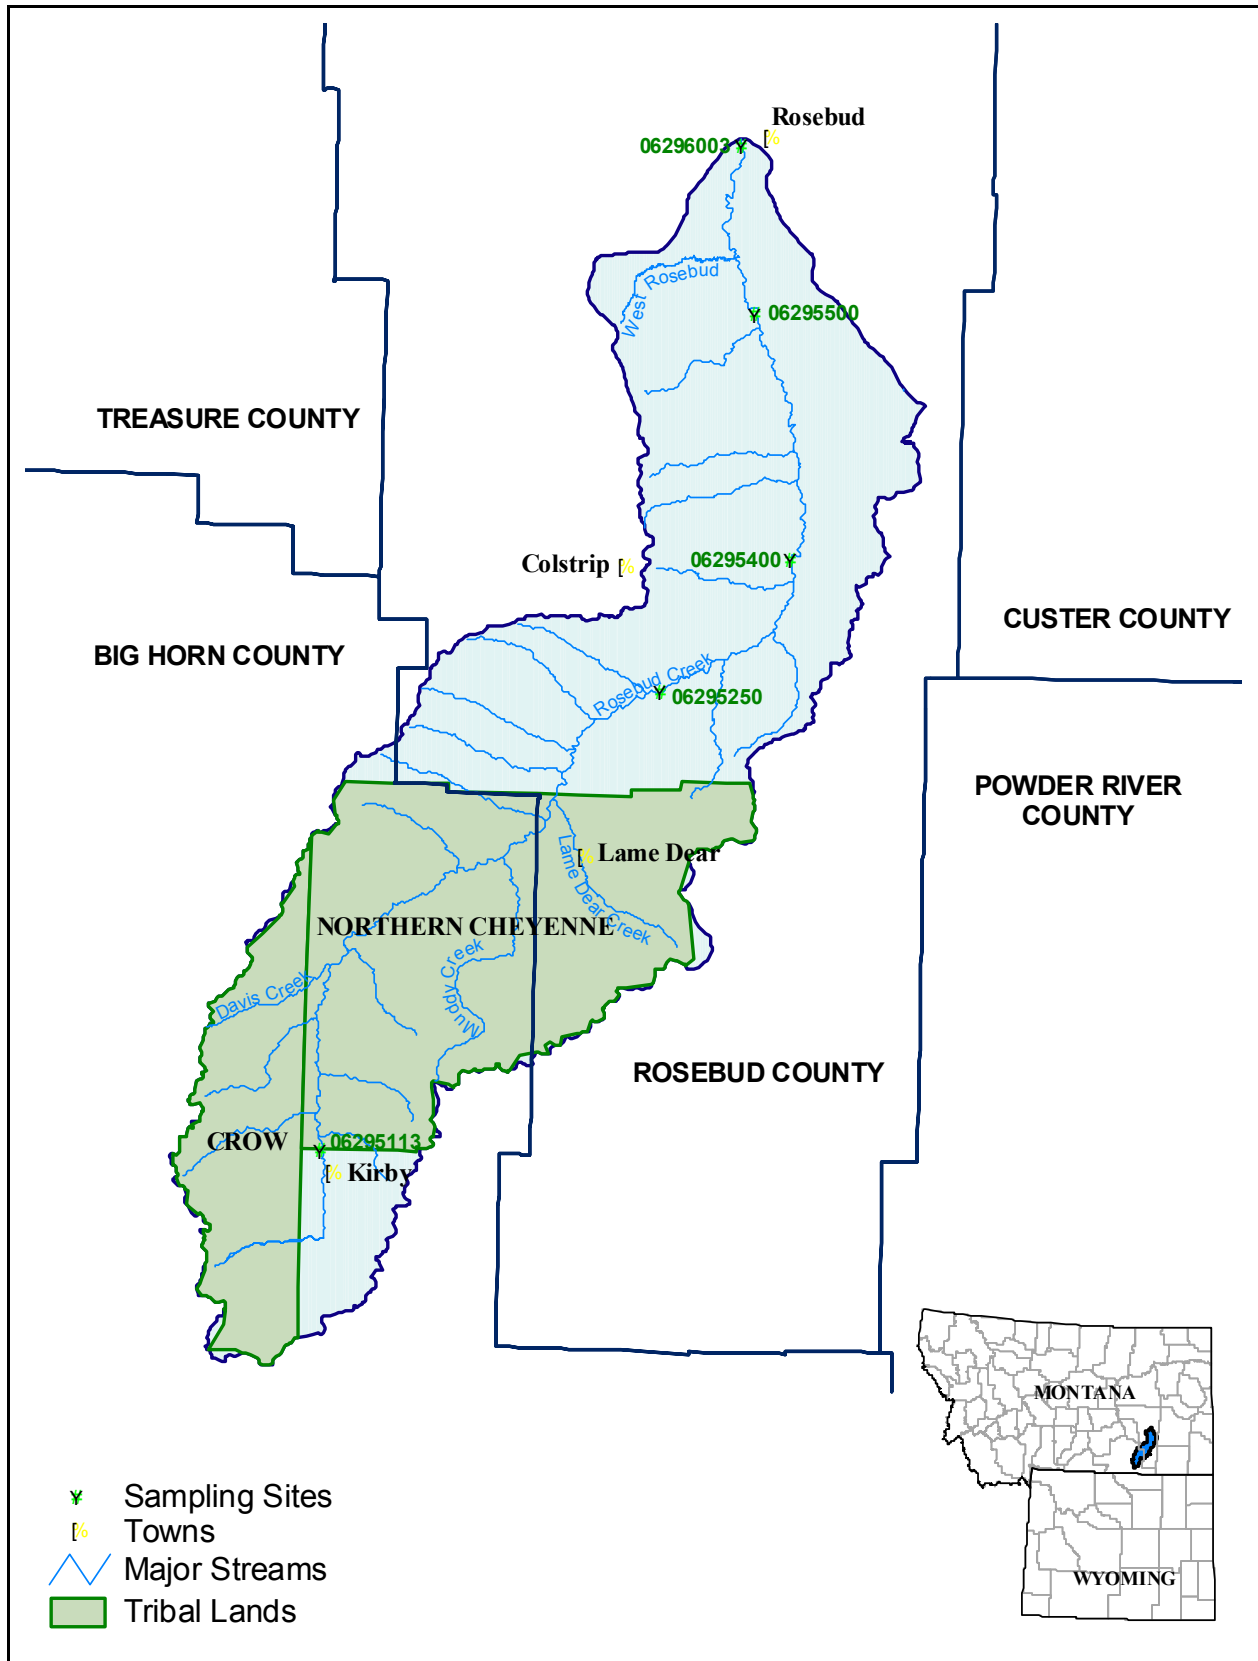 Rosebud
06296003
West Rosebud
06295500
TREASURE COUNTY
Colstrip
06295400
CUSTER COUNTY
BIG HORN COUNTY
Rosebud Creek
06295250
POWDER RIVER
COUNTY
Lame Dear
Lame Dear Creek
NORTHERN CHEYENNE
Muddy Creek
Davis Creek
ROSEBUD COUNTY
CROW
06295113
Kirby
MONTANA
WYOMING
Sampling Sites
Towns
Major Streams
Tribal Lands